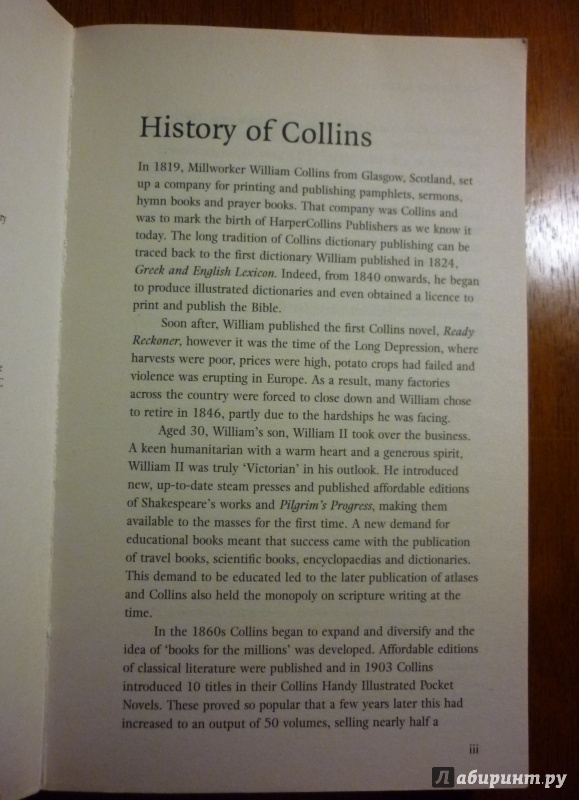 History of Collins
In 1819, Millworker William Collins from Glasgow, Scotland, set
up a company for printing and publishing pamphlets, sermons,
hymn books and prayer books. That company was Collins and
was to mark the birth of HarperCollins Publishers as we know it
today. The long tradition of Collins dictionary publishing can be
traced back to the first dictionary William published in 1824,
Greek and English Lexicon. Indeed, from 1840 onwards, he began
to produce illustrated dictionaries and even obtained a licence to
print and publish the Bible.
Soon after, William published the first Collins novel, Ready
Reckoner, however it was the time of the Long Depression, where
harvests were poor, prices were high, potato crops had failed and
violence was erupting in Europe. As a result, many factories
across the country were forced to close down and William chose
to retire in 1846, partly due to the hardships he was facing.
Aged 30, William's son, William II took over the business.
A keen humanitarian with a warm heart and a generous spirit,
William II was truly 'Victorian' in his outlook. He introduced
new, up-to-date steam presses and published affordable editions
of Shakespeare's works and Pilgrim's Progress, making them
available to the masses for the first time. A new demand for
educational books meant that success came with the publication
of travel books, scientific books, encyclopaedias and dictionaries.
This demand to be educated led to the later publication of atlases
and Collins also held the monopoly on scripture writing at the
time.
In the 1860s Collins began to expand and diversify and the
idea of 'books for the millions' was developed. Affordable editions
of classical literature were published and in 1903 Collins
introduced 10 titles in their Collins Handy Illustrated Pocket
Novels. These proved so popular that a few years later this had
increased to an output of 50 volumes, selling nearly half a
iii
Лабиринт.ру